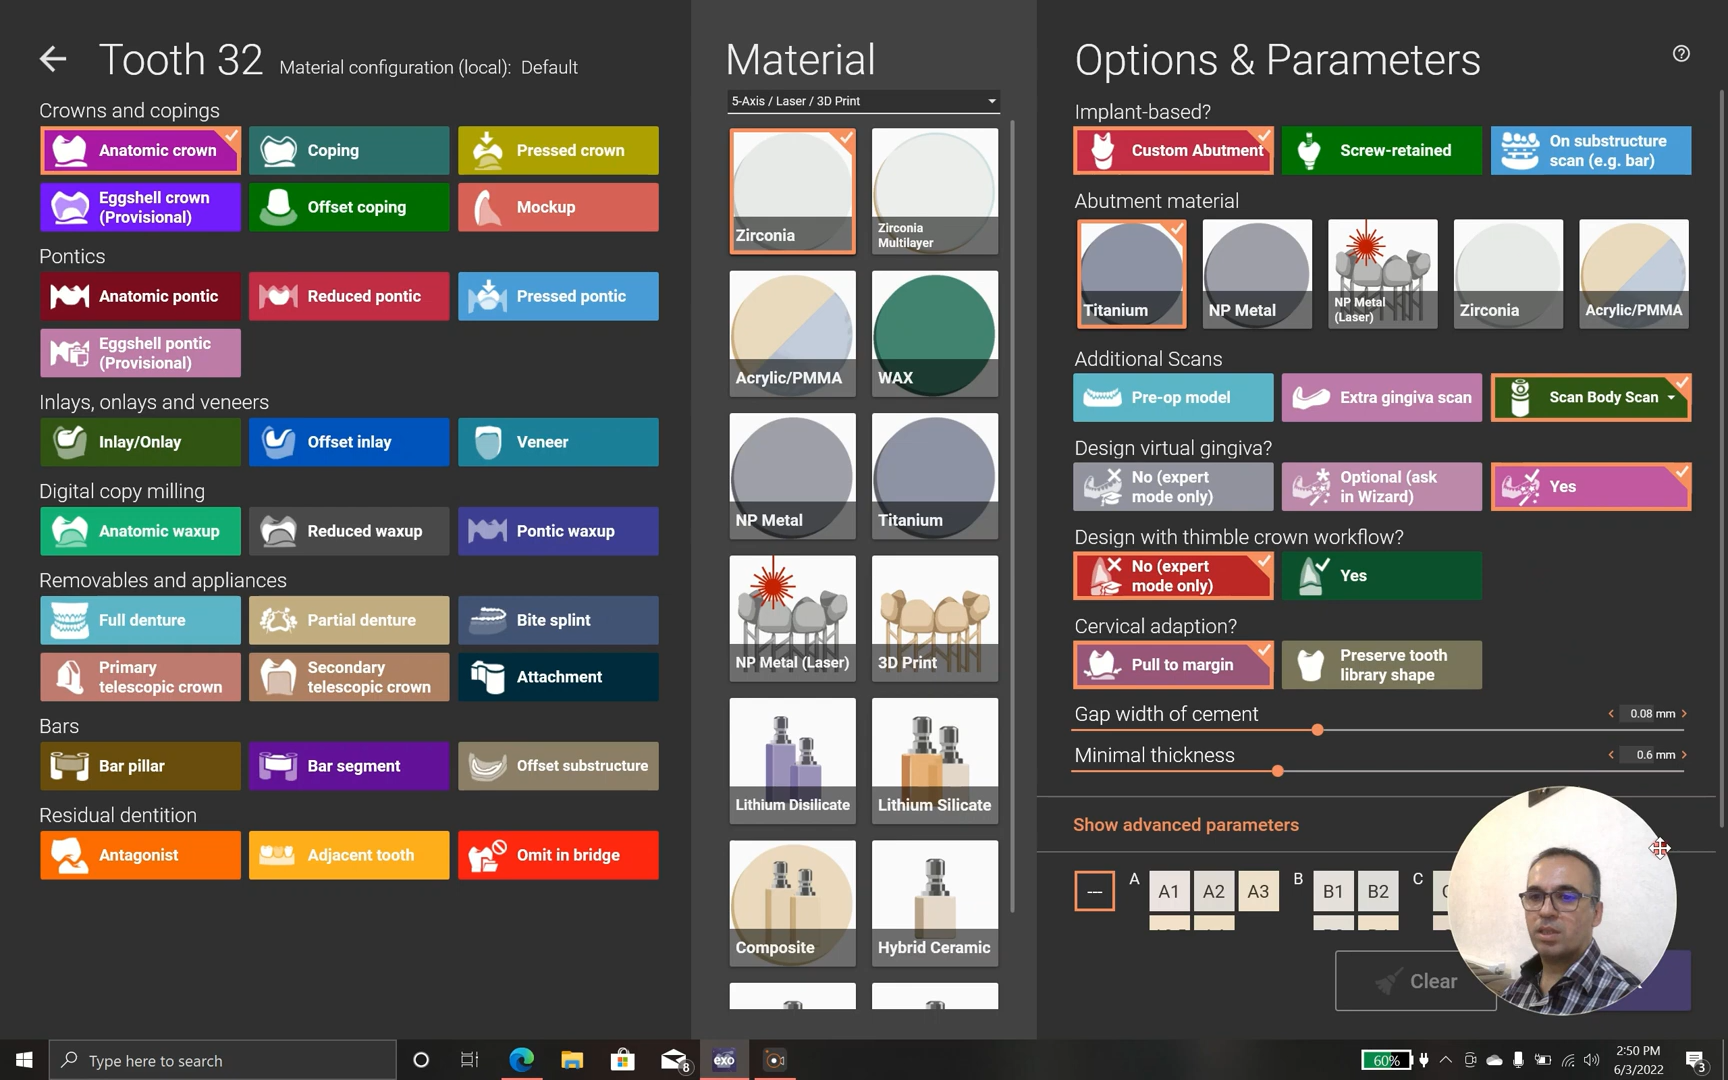 Tooth 32 Material configuration (local): Default
Crowns and copings
Anatomic crown
Coping
Pressed crown
Eggshell crown
(Provisional)
Offset coping
Mockup
Pontics
Anatomic pontic
Reduced pontic
Pressed pontic
Eggshell pontic
(Provisional)
Inlays, onlays and veneers
Inlay/Onlay
Offset inlay
Veneer
Digital copy milling
Anatomic waxup
Reduced waxup
Pontic waxup
Removables and appliances
Full denture
Partial denture
Bite splint
Primary
telescopic crown
Secondary
telescopic crown
Attachment
Bars
Bar pillar
Bar segment
Offset substructure
Residual dentition
Antagonist
Adjacent tooth
Omit in bridge
Material
5-Axis / Laser / 3D Print
Zirconia
Zirconia
Multilayer
Acrylic/PMMA
WAX
NP Metal
Titanium
NP Metal (Laser)
3D Print
Lithium Disilicate
Lithium Silicate
Composite
Hybrid Ceramic
Options & Parameters
?
Implant-based?
Custom Abutment
Screw-retained
On substructure
scan (e.g. bar)
Abutment material
Titanium
NP Metal
NP Metal
(Laser)
Zirconia
Acrylic/PMMA
Additional Scans
Pre-op model
Extra gingiva scan
Scan Body Scan
Design virtual gingiva?
No (expert
mode only)
Optional (ask
in Wizard)
Yes
Design with thimble crown workflow?
No (expert
mode only)
Yes
Cervical adaption?
Pull to margin
Preserve tooth
library shape
Gap width of cement
0.08 mm
Minimal thickness
0.6 mm
Show advanced parameters
--- A A1 A2 A3 B B1 B2 C
Clear
Type here to search
8
exo
60%
2:50 PM
6/3/2022
3